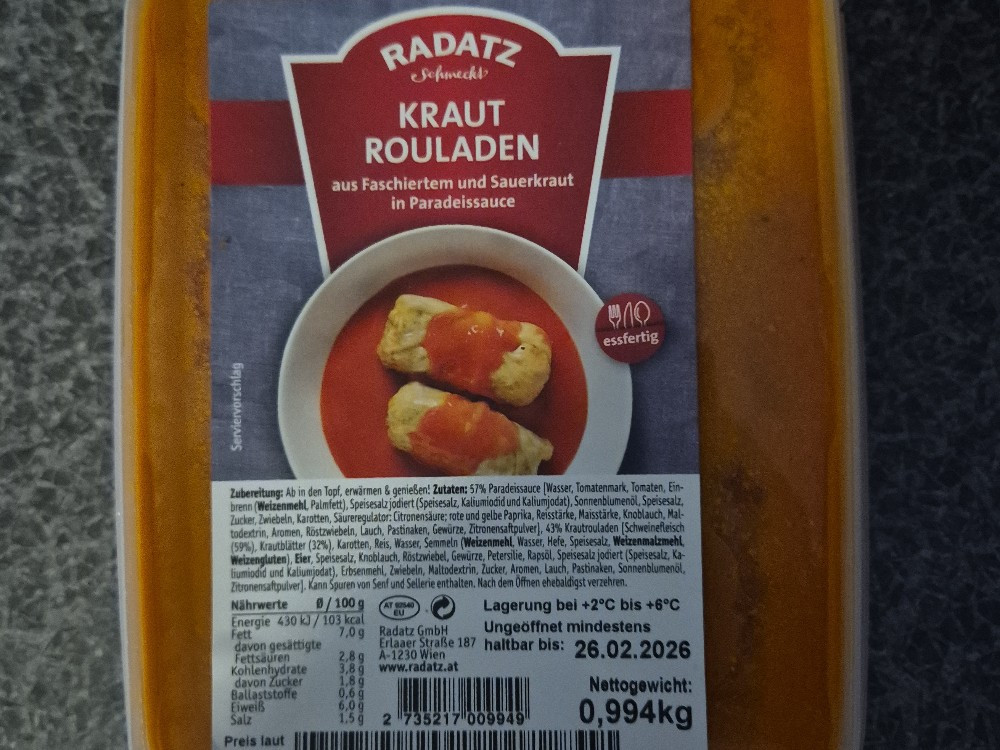 RADATZ
Schmeckt
KRAUT
ROULADEN
aus Faschiertem und Sauerkraut
in Paradeissauce
essfertig
Serviervorschlag
Zubereitung: Ab in den Topf, erwärmen & genießen! Zutaten: 57% Paradeissauce [Wasser, Tomatenmark, Tomaten, Ein-
brenn (Weizenmehl, Palmfett), Speisesalz jodiert (Speisesalz, Kaliumiodid und Kaliumjodat), Sonnenblumenöl, Speisesalz,
Zucker, Zwiebeln, Karotten, Säureregulator: Citronensäure; rote und gelbe Paprika, Reisstärke, Maisstärke, Knoblauch, Mal-
todextrin, Aromen, Röstzwiebeln, Lauch, Pastinaken, Gewürze, Zitronensaftpulver], 43% Krautrouladen [Schweinefleisch
(59%), Krautblätter (32%), Karotten, Reis, Wasser, Semmeln (Weizenmehl, Wasser, Hefe, Speisesalz, Weizenmalzmehl,
Weizengluten), Eier, Speisesalz, Knoblauch, Röstzwiebel, Gewürze, Petersilie, Rapsöl, Speisesalz jodiert (Speisesalz, Ka-
liumiodid und Kaliumjodat), Erbsenmehl, Zwiebeln, Maltodextrin, Zucker, Aromen, Lauch, Pastinaken, Sonnenblumenöl,
Zitronensaftpulver]. Kann Spuren von Senf und Sellerie enthalten. Nach dem Öffnen ehebaldigst verzehren.
Nährwerte Ø / 100 g
Energie 430 kJ / 103 kcal
Fett 7,0 g
davon gesättigte
Fettsäuren 2,8 g
Kohlenhydrate 3,8 g
davon Zucker 1,8 g
Ballaststoffe 0,6 g
Eiweiß 6,0 g
Salz 1,5 g
AT 82540
EU
Radatz GmbH
Erlaaer Straße 187
A-1230 Wien
www.radatz.at
Lagerung bei +2°C bis +6°C
Ungeöffnet mindestens
haltbar bis: 26.02.2026
Nettogewicht:
0,994kg
2 735217 009949
Preis laut